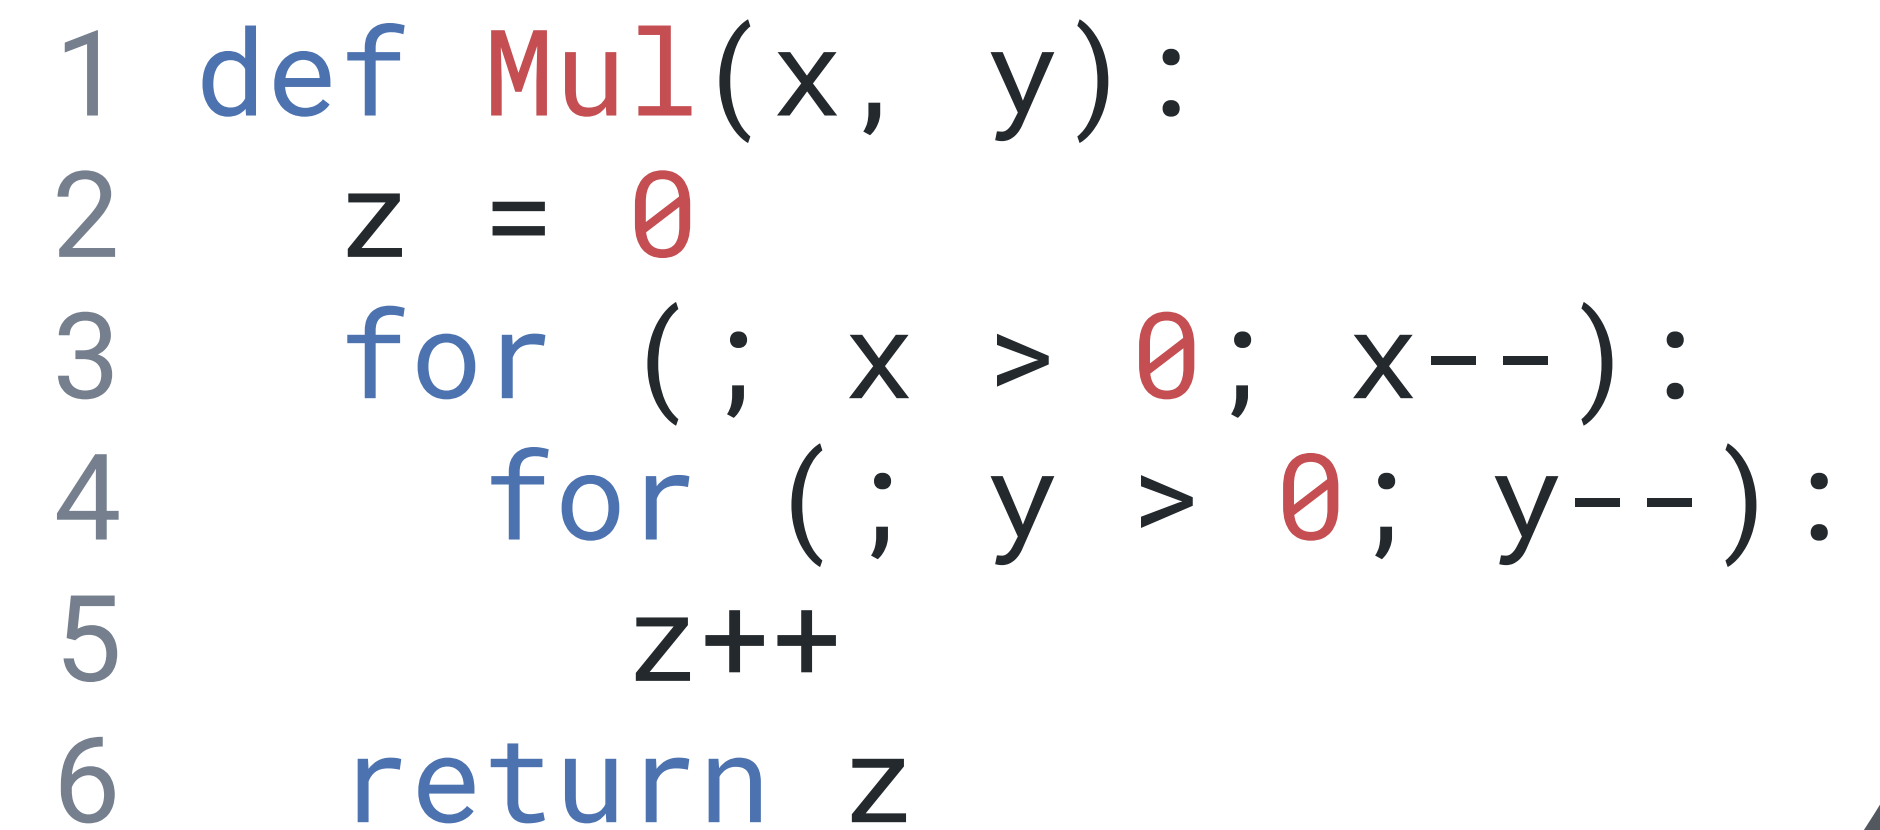 1 def Mul(x, y):
2   z = 0
3   for (; x > 0; x--):
4     for (; y > 0; y--):
5       z++
6   return z